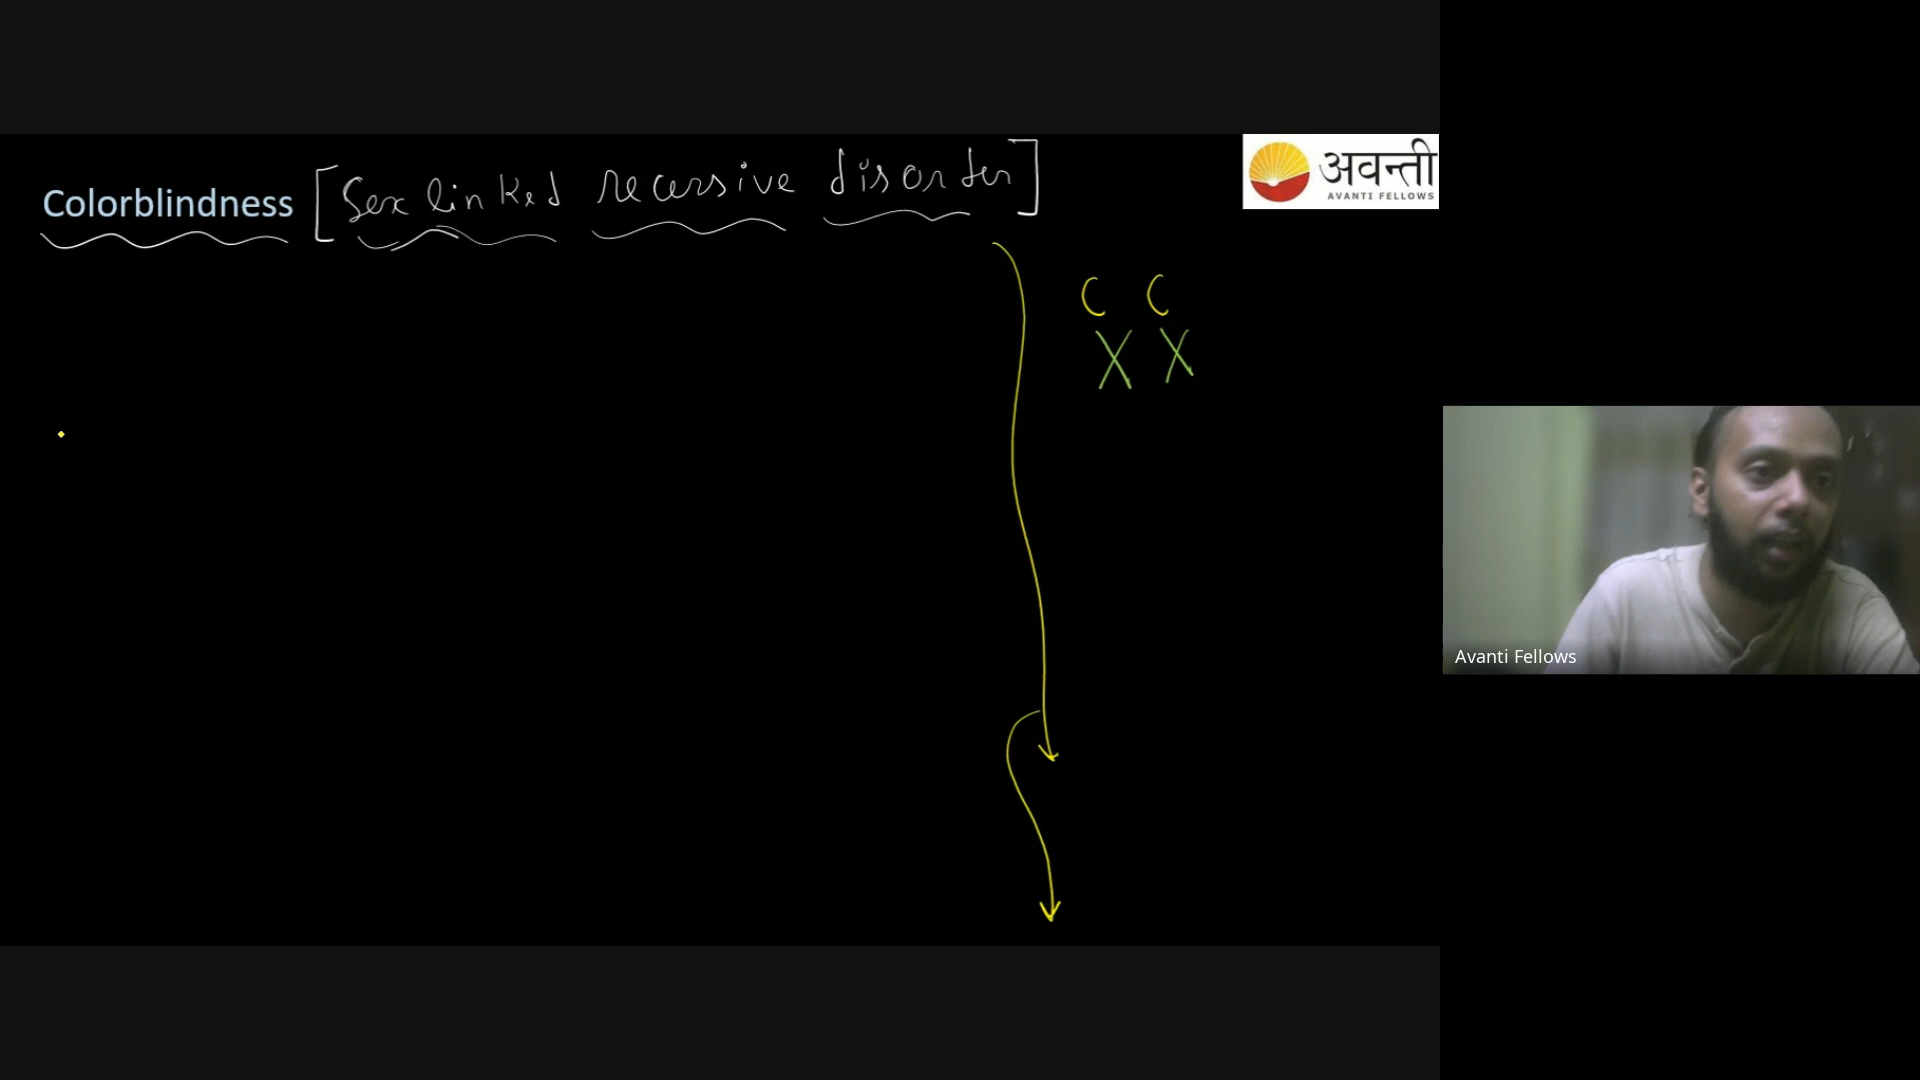 Colorblindness [Sex linked recessive disorder]
अवन्ती
AVANTI FELLOWS
C C
X X
Avanti Fellows